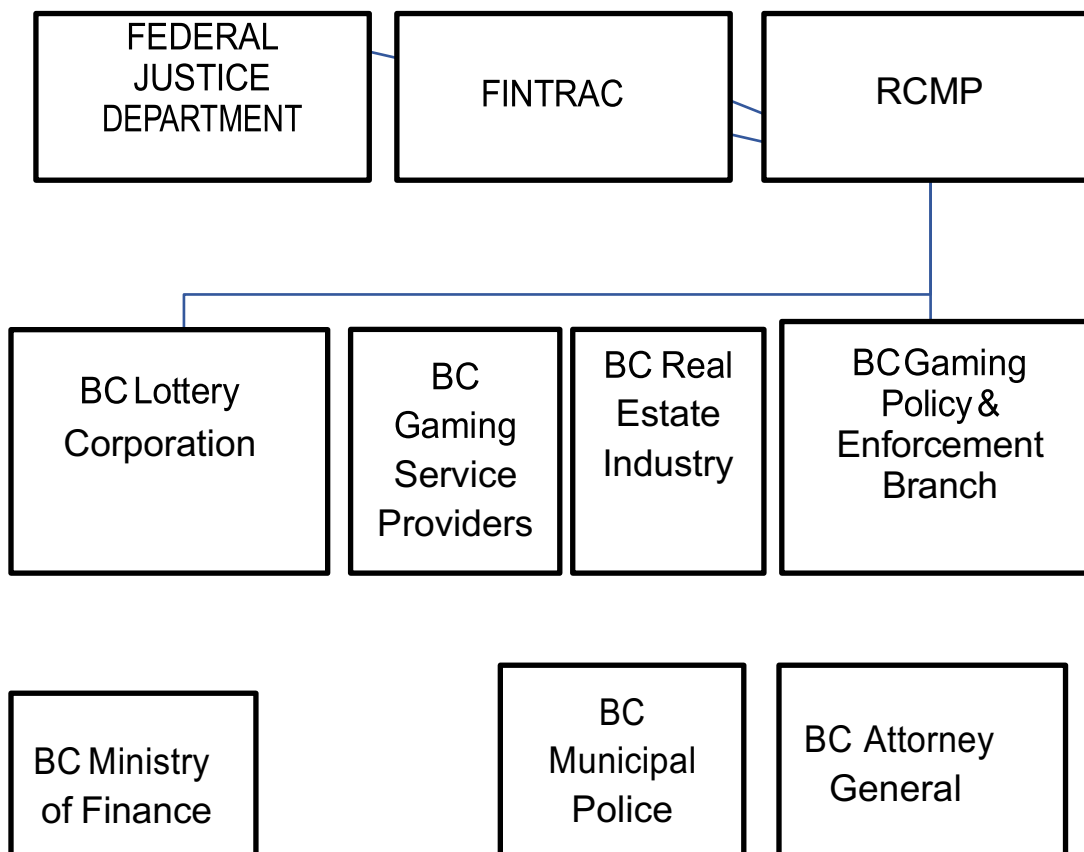 FEDERAL
JUSTICE
DEPARTMENT
FINTRAC
RCMP
BC Lottery
Corporation
BC
Gaming
Service
Providers
BC Real
Estate
Industry
BC Gaming
Policy &
Enforcement
Branch
BC Ministry
of Finance
BC
Municipal
Police
BC Attorney
General